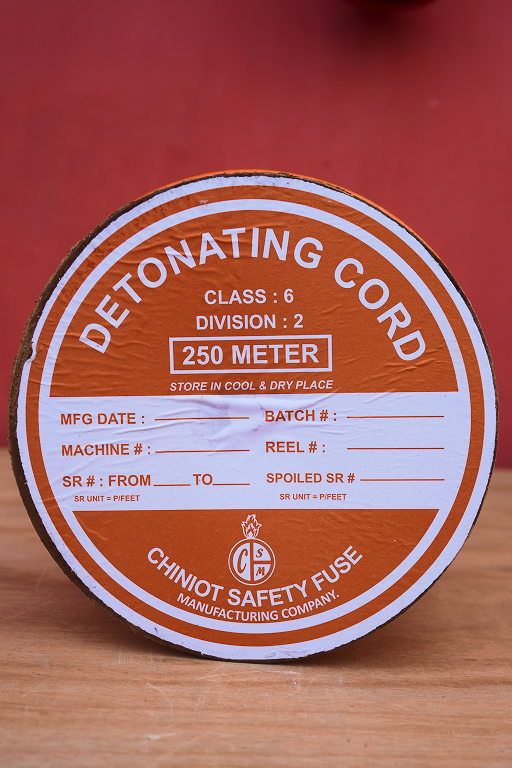 DETONATING CORD
CLASS : 6
DIVISION : 2
250 METER
STORE IN COOL & DRY PLACE
MFG DATE : BATCH # :
MACHINE # : REEL # :
SR # : FROM TO SPOILED SR #
SR UNIT = P/FEET SR UNIT = P/FEET
C S M
CHINIOT SAFETY FUSE
MANUFACTURING COMPANY.